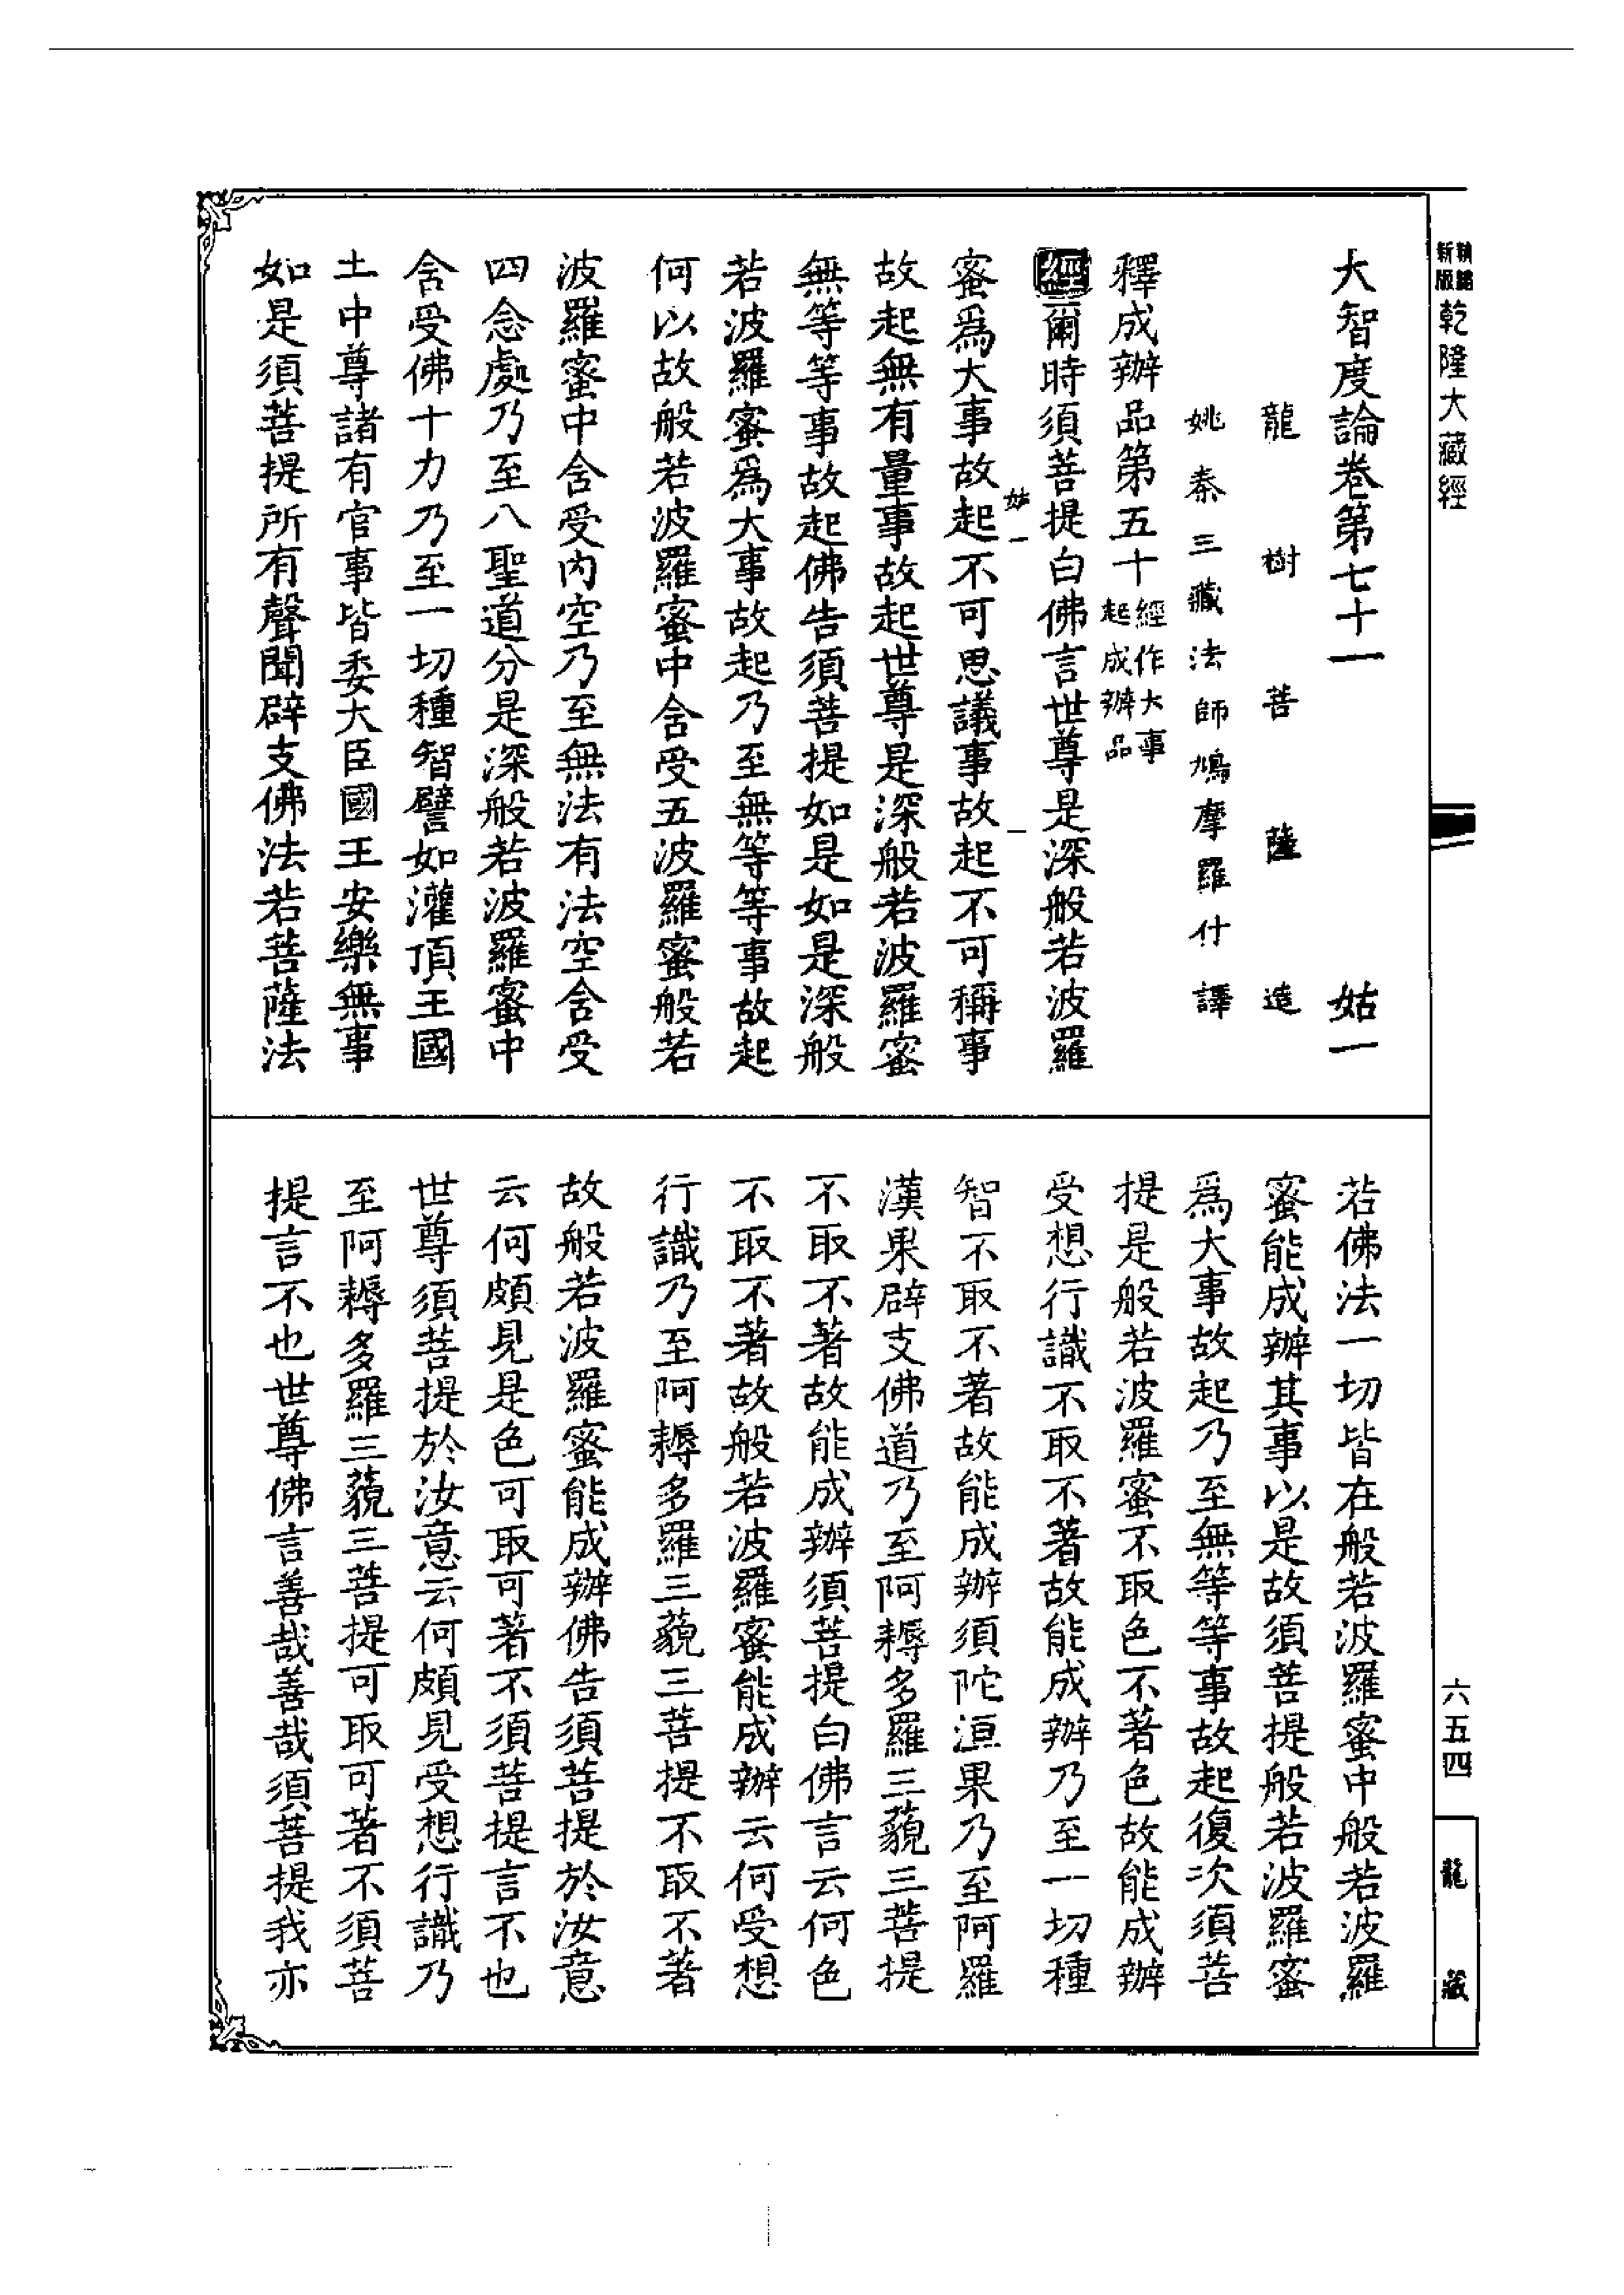 新編
新版
乾隆大藏經
大智度論卷第七十一 姑一
龍樹菩薩造
姚秦三藏法師鳩摩羅什譯
釋成辦品第五十 經作大事
起成辦品
經爾時須菩提白佛言世尊是深般若波羅
姑一
一
蜜爲大事故起不可思議事故起不可稱事
故起無有量事故起世尊是深般若波羅蜜
無等等事故起佛告須菩提如是如是深般
若波羅蜜爲大事故起乃至無等等事故起
何以故般若波羅蜜中含受五波羅蜜般若
波羅蜜中含受內空乃至無法有法空含受
四念處乃至八聖道分是深般若波羅蜜中
含受佛十力乃至一切種智譬如灌頂王國
土中尊諸有官事皆委大臣國王安樂無事
如是須菩提所有聲聞辟支佛法若菩薩法
若佛法一切皆在般若波羅蜜中般若波羅
蜜能成辦其事以是故須菩提般若波羅蜜
爲大事故起乃至無等等事故起復次須菩
提是般若波羅蜜不取色不著色故能成辦
受想行識不取不著故能成辦乃至一切種
智不取不著故能成辦須陀洹果乃至阿羅
漢果辟支佛道乃至阿耨多羅三藐三菩提
不取不著故能成辦須菩提白佛言云何色
不取不著故般若波羅蜜能成辦云何受想
行識乃至阿耨多羅三藐三菩提不取不著
故般若波羅蜜能成辦佛告須菩提於汝意
云何頗見是色可取可著不須菩提言不也
世尊須菩提於汝意云何頗見受想行識乃
至阿耨多羅三藐三菩提可取可著不須菩
提言不也世尊佛言善哉善哉須菩提我亦
六五四
龍藏